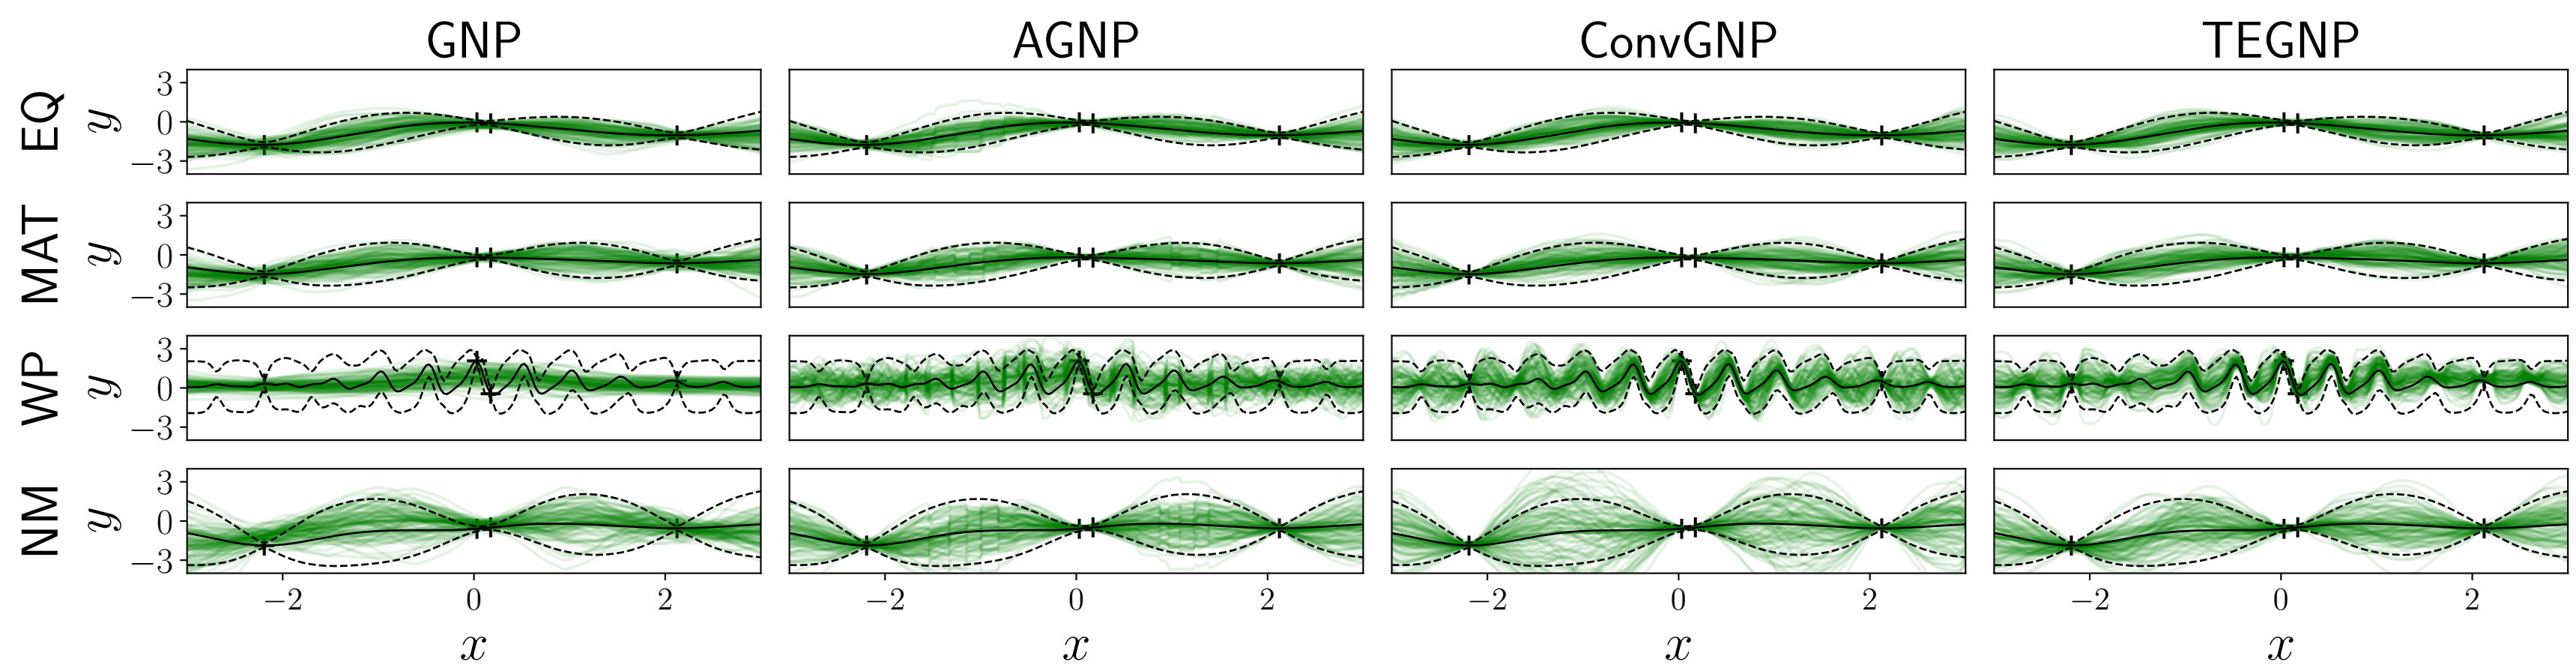 GNP AGNP ConvGNP TEGNP
EQ y 3 0 −3
MAT y 3 0 −3
WP y 3 0 −3
NM y 3 0 −3
−2 0 2 −2 0 2 −2 0 2 −2 0 2
x x x x